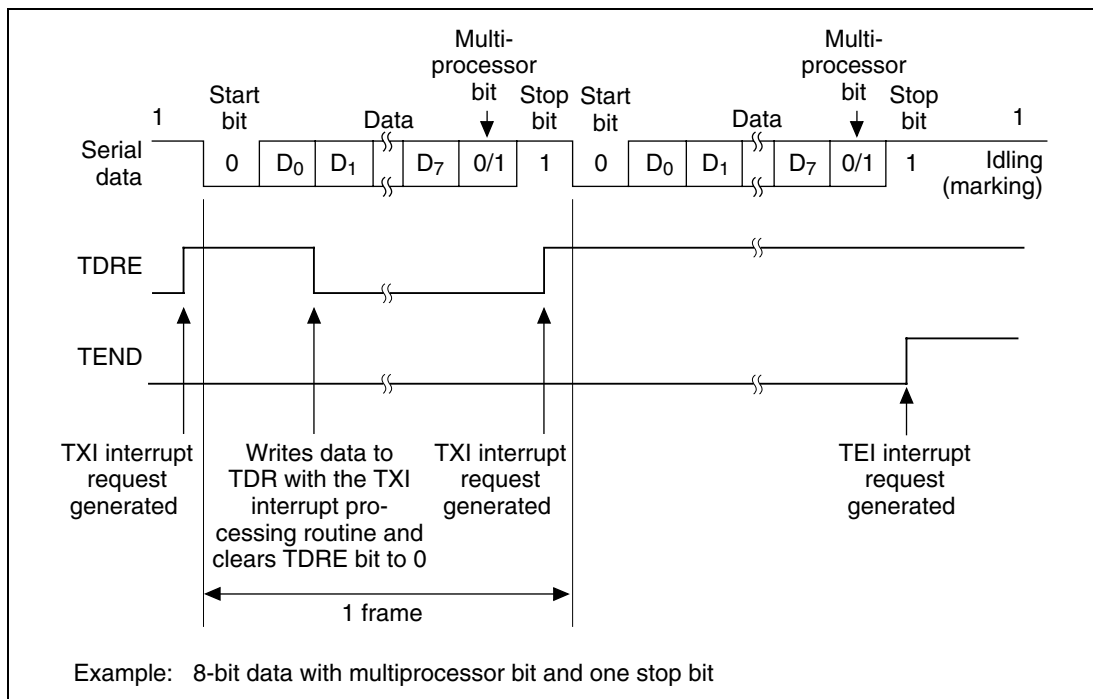 Multi-
processor
bit
Multi-
processor
bit
1
Start
bit
Data
Stop
bit
Start
bit
Data
Stop
bit
1
Serial
data
0
D0
D1
D7
0/1
1
0
D0
D1
D7
0/1
1
Idling
(marking)
TDRE
TEND
TXI interrupt
request
generated
Writes data to
TDR with the TXI
interrupt pro-
cessing routine and
clears TDRE bit to 0
TXI interrupt
request
generated
TEI interrupt
request
generated
1 frame
Example: 8-bit data with multiprocessor bit and one stop bit